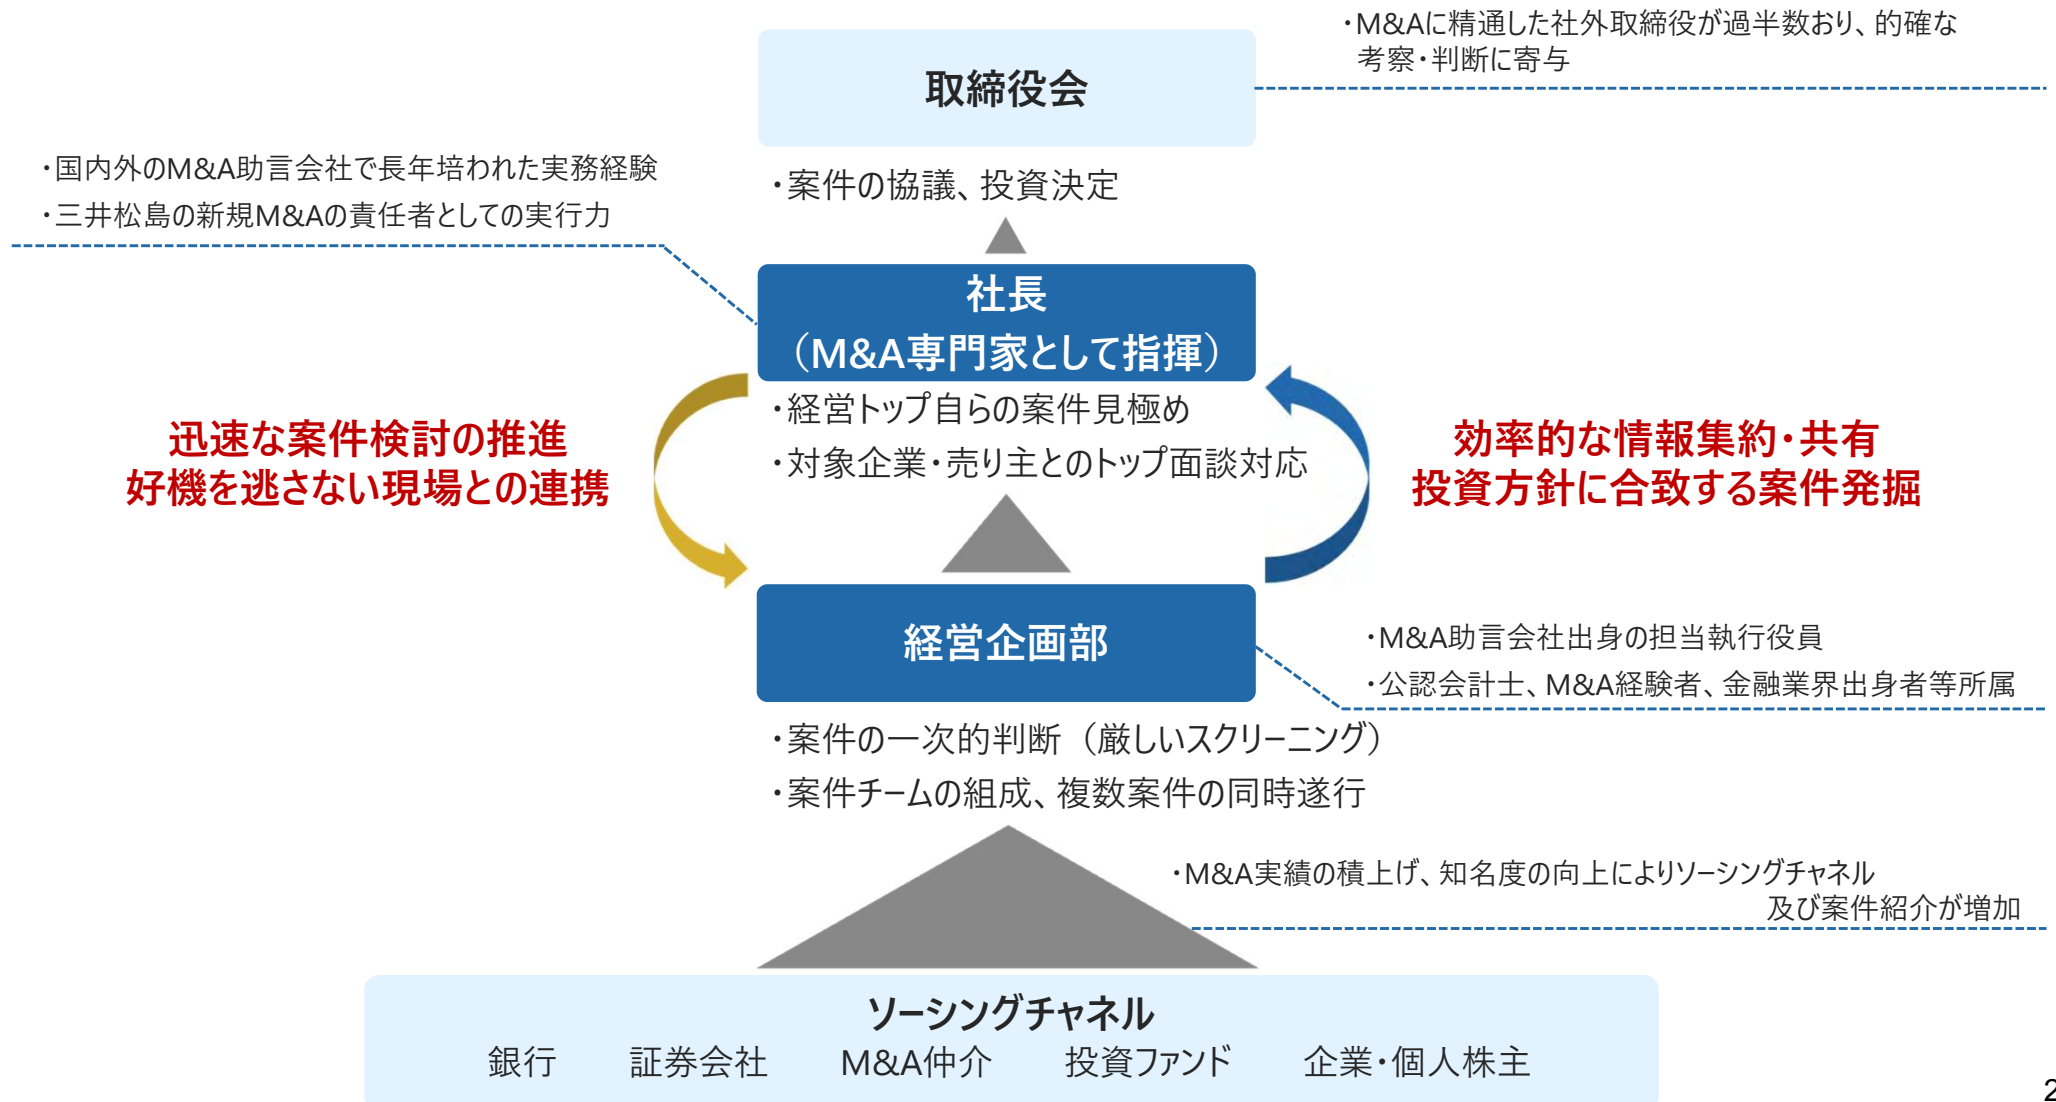 ・M&Aに精通した社外取締役が過半数おり、的確な
考察・判断に寄与
取締役会
・国内外のM&A助言会社で長年培われた実務経験
・三井松島の新規M&Aの責任者としての実行力
・案件の協議、投資決定
社長
（M&A専門家として指揮）
・経営トップ自らの案件見極め
・対象企業・売り主とのトップ面談対応
迅速な案件検討の推進
好機を逃さない現場との連携
効率的な情報集約・共有
投資方針に合致する案件発掘
経営企画部
・M&A助言会社出身の担当執行役員
・公認会計士、M&A経験者、金融業界出身者等所属
・案件の一次的判断（厳しいスクリーニング）
・案件チームの組成、複数案件の同時遂行
・M&A実績の積上げ、知名度の向上によりソーシングチャネル
及び案件紹介が増加
ソーシングチャネル
銀行 証券会社 M&A仲介 投資ファンド 企業・個人株主